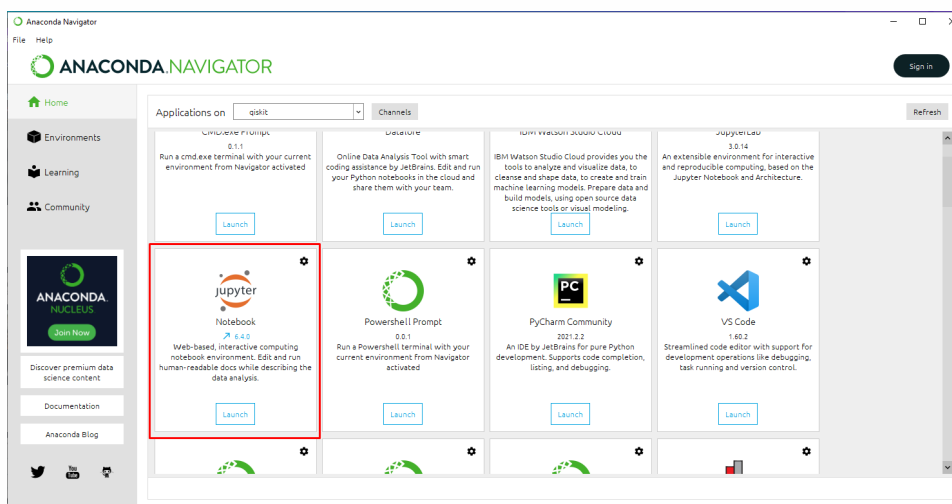 Anaconda Navigator
File Help
ANACONDA.NAVIGATOR
Sign in
Home
Environments
Learning
Community
ANACONDA.
NUCLEUS
Join Now
Discover premium data
science content
Documentation
Anaconda Blog
You
Tube
Applications on qiskit Channels Refresh
CMD.exe Prompt
0.1.1
Run a cmd.exe terminal with your current
environment from Navigator activated
Launch
Datalore
Online Data Analysis Tool with smart
coding assistance by JetBrains. Edit and run
your Python notebooks in the cloud and
share them with your team.
Launch
IBM Watson Studio Cloud
IBM Watson Studio Cloud provides you the
tools to analyze and visualize data, to
cleanse and shape data, to create and train
machine learning models. Prepare data and
build models, using open source data
science tools or visual modeling.
Launch
JupyterLab
3.0.14
An extensible environment for interactive
and reproducible computing, based on the
Jupyter Notebook and Architecture.
Launch
jupyter
Notebook
6.4.0
Web-based, interactive computing
notebook environment. Edit and run
human-readable docs while describing the
data analysis.
Launch
Powershell Prompt
0.0.1
Run a Powershell terminal with your
current environment from Navigator
activated
Launch
PC
PyCharm Community
2021.2.2
An IDE by JetBrains for pure Python
development. Supports code completion,
listing, and debugging.
Launch
VS Code
1.60.2
Streamlined code editor with support for
development operations like debugging,
task running and version control.
Launch